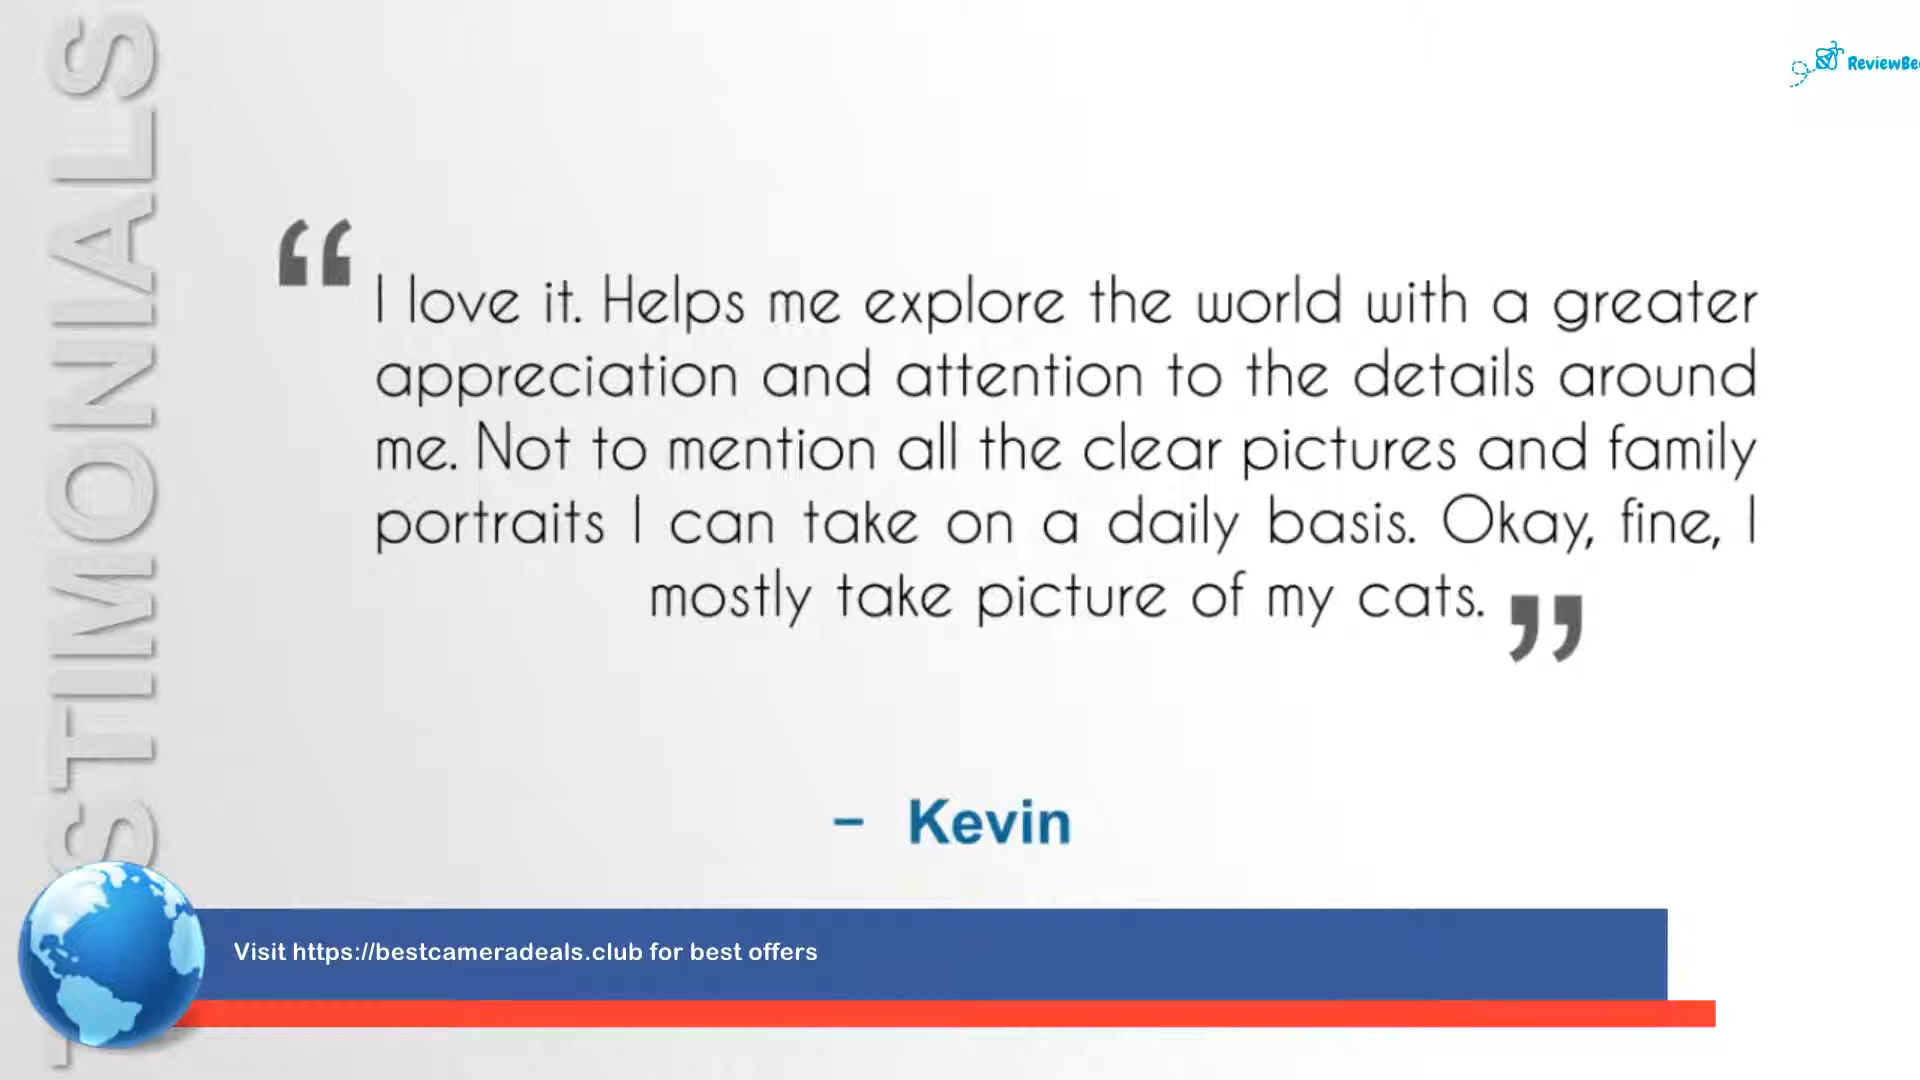 TESTIMONIALS
ReviewBe
“I love it. Helps me explore the world with a greater
appreciation and attention to the details around
me. Not to mention all the clear pictures and family
portraits I can take on a daily basis. Okay, fine, I
mostly take picture of my cats.”
– Kevin
Visit https://bestcameradeals.club for best offers